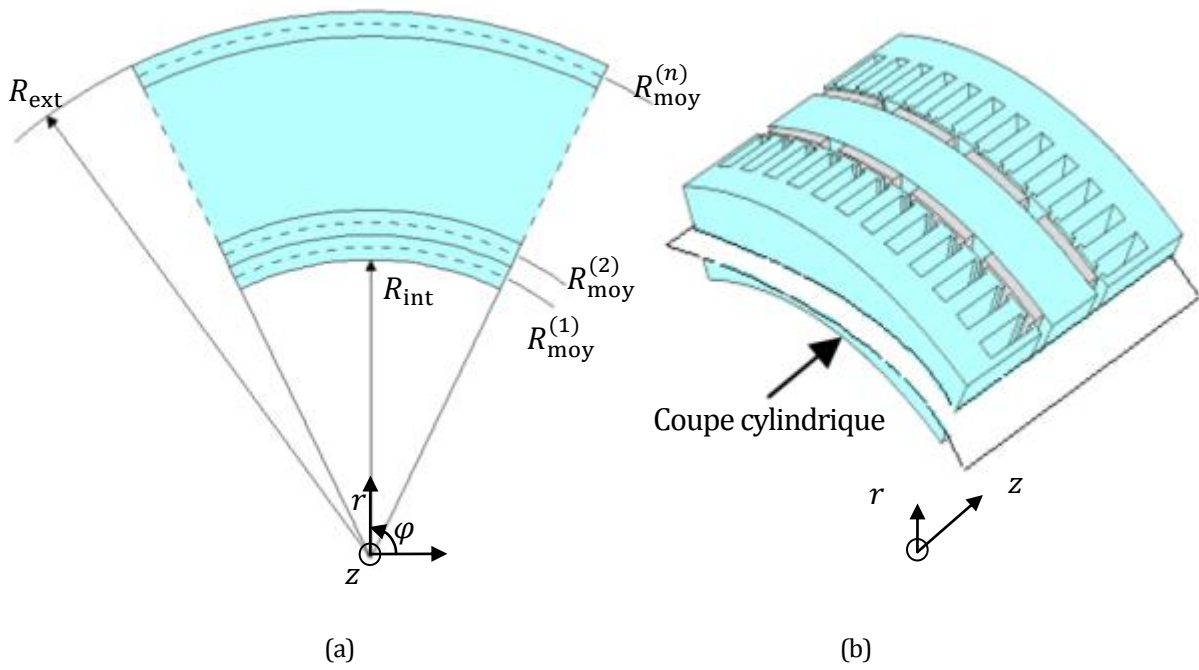 R_ext
R_moy^(n)
R_int
R_moy^(2)
R_moy^(1)
r
φ
z
Coupe cylindrique
r
z
(a)
(b)